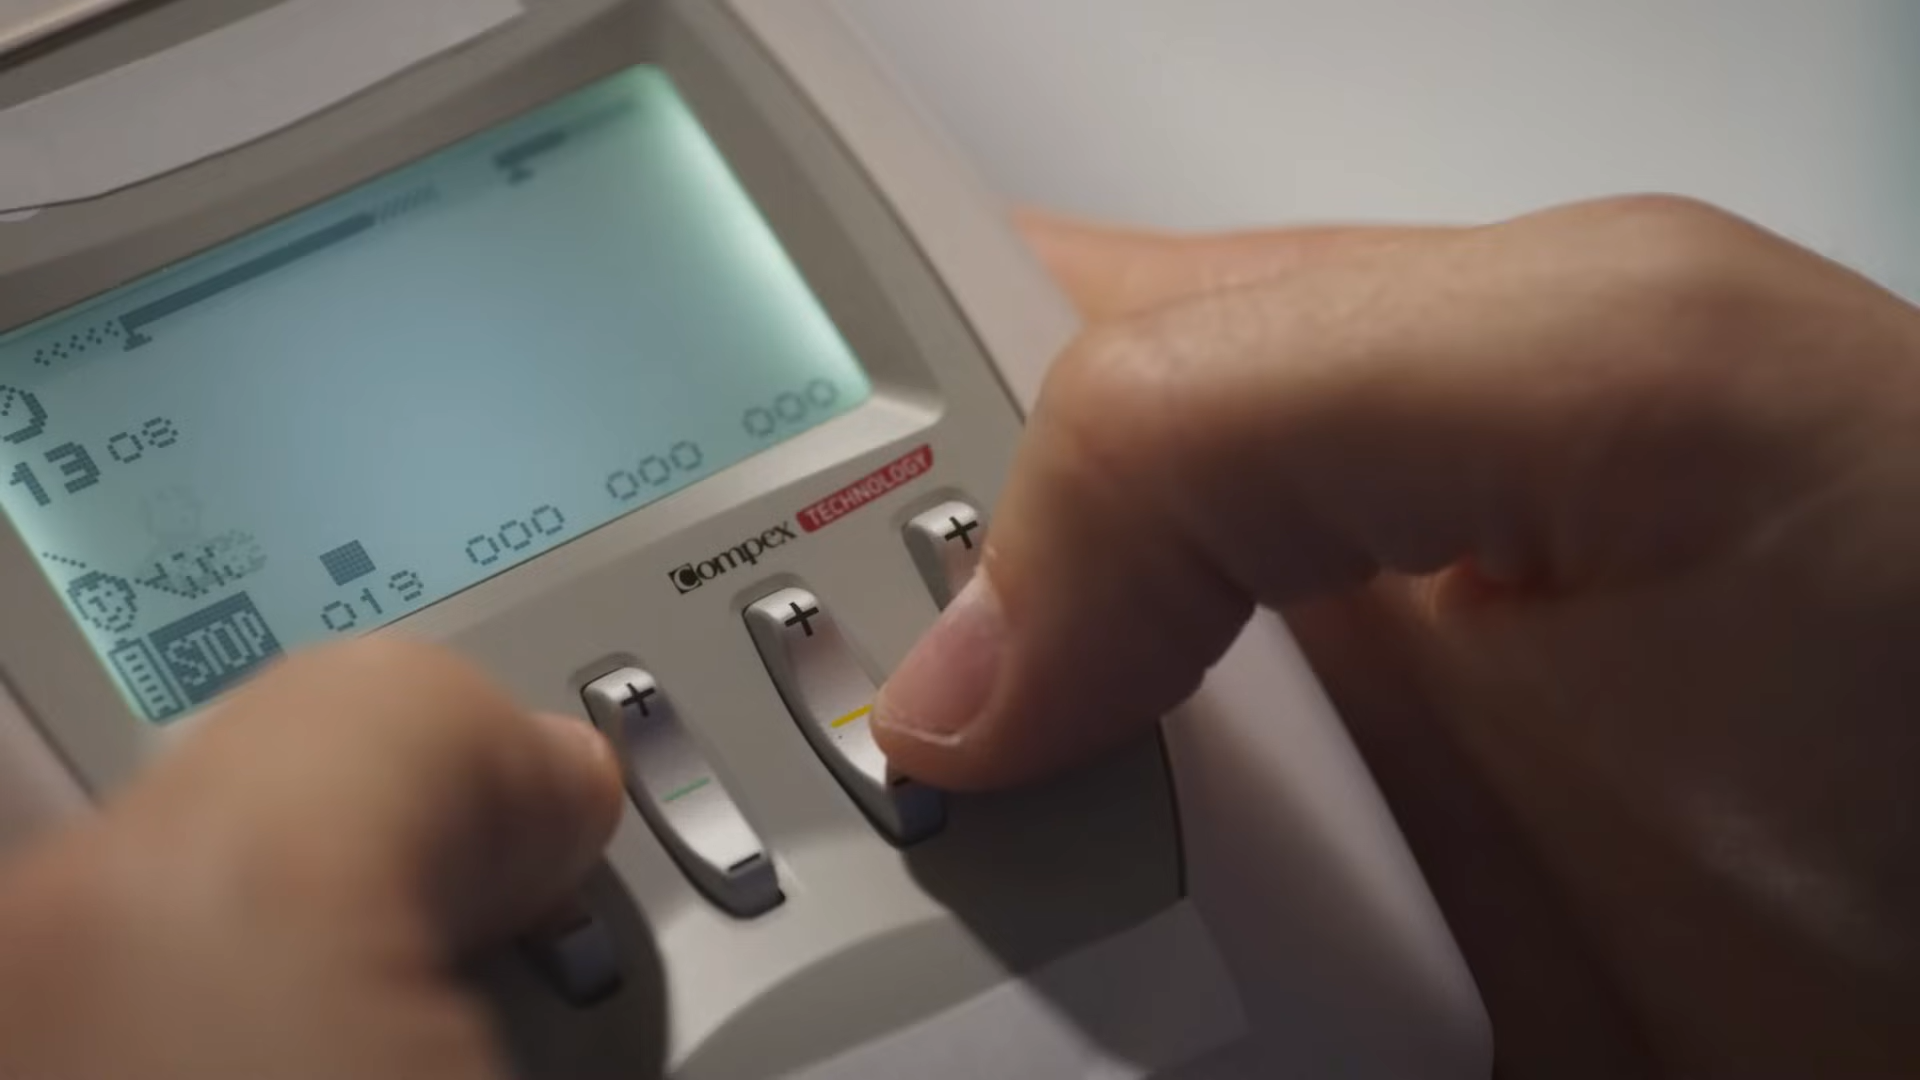 13 08
019 000 000 000
STOP
Compex TECHNOLOGY
+ + +
- -